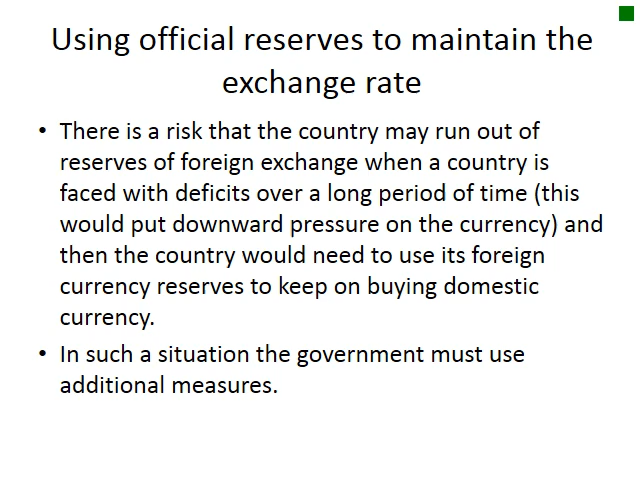 Using official reserves to maintain the
exchange rate
• There is a risk that the country may run out of
reserves of foreign exchange when a country is
faced with deficits over a long period of time (this
would put downward pressure on the currency) and
then the country would need to use its foreign
currency reserves to keep on buying domestic
currency.
• In such a situation the government must use
additional measures.